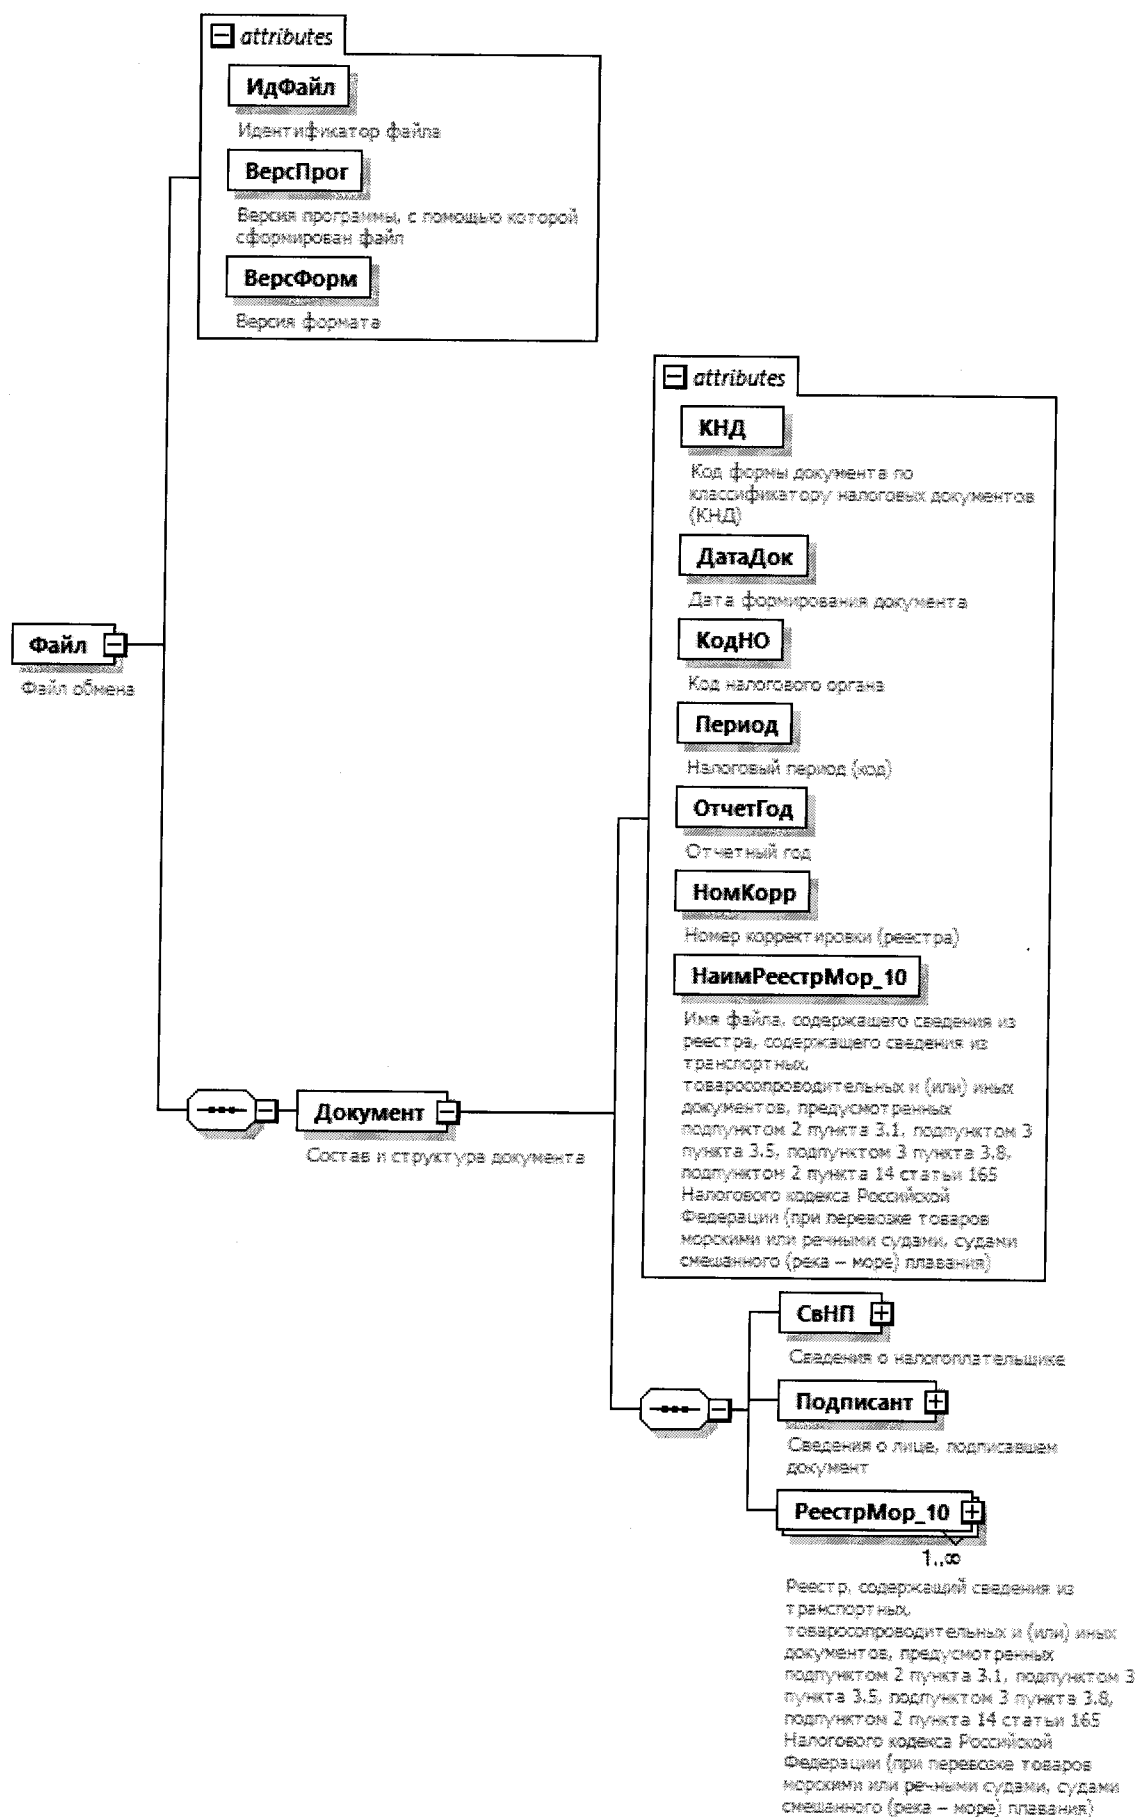 attributes
ИдФайл
Идентификатор файла
ВерсПрог
Версия программы, с помощью которой
сформирован файл
ВерсФорм
Версия формата
Файл
Файл обмена
Документ
Состав и структура документа
attributes
КНД
Код формы документа по
классификатору налоговых документов
(КНД)
ДатаДок
Дата формирования документа
КодНО
Код налогового органа
Период
Налоговый период (код)
ОтчетГод
Отчетный год
НомКорр
Номер корректировки (реестра)
НаимРеестрМор_10
Имя файла, содержащего сведения из
реестра, содержащего сведения из
транспортных,
товаросопроводительных и (или) иных
документов, предусмотренных
подпунктом 2 пункта 3.1, подпунктом 3
пункта 3.5, подпунктом 3 пункта 3.8,
подпунктом 2 пункта 14 статьи 165
Налогового кодекса Российской
Федерации (при перевозке товаров
морскими или речными судами, судами
смешанного (река – море) плавания)
СвНП
Сведения о налогоплательщике
Подписант
Сведения о лице, подписавшем
документ
РеестрМор_10
1..∞
Реестр, содержащий сведения из
транспортных,
товаросопроводительных и (или) иных
документов, предусмотренных
подпунктом 2 пункта 3.1, подпунктом 3
пункта 3.5, подпунктом 3 пункта 3.8,
подпунктом 2 пункта 14 статьи 165
Налогового кодекса Российской
Федерации (при перевозке товаров
морскими или речными судами, судами
смешанного (река – море) плавания)